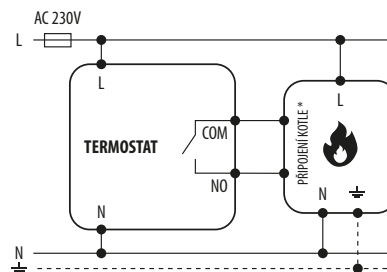 AC 230V
L
L
L
TERMOSTAT
COM
NO
PŘIPOJENÍ KOTLE *
N
N
N